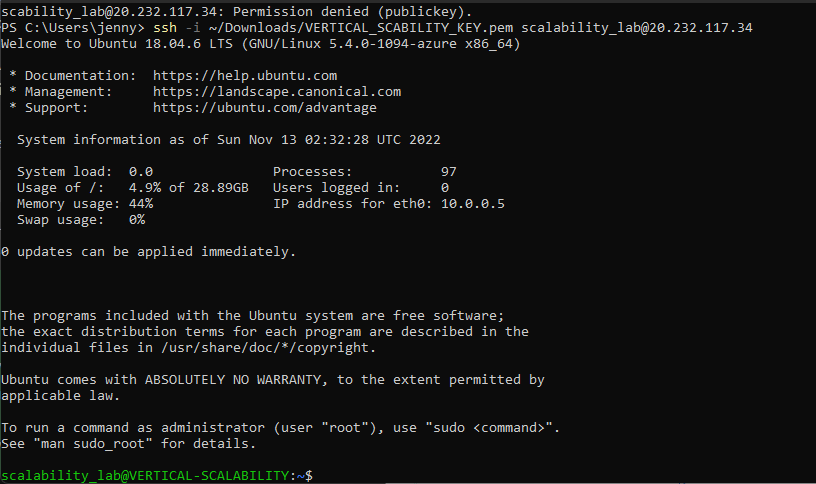 scability_lab@20.232.117.34: Permission denied (publickey).
PS C:\Users\jenny> ssh -i ~/Downloads/VERTICAL_SCABILITY_KEY.pem scalability_lab@20.232.117.34
Welcome to Ubuntu 18.04.6 LTS (GNU/Linux 5.4.0-1094-azure x86_64)
* Documentation: https://help.ubuntu.com
* Management: https://landscape.canonical.com
* Support: https://ubuntu.com/advantage
System information as of Sun Nov 13 02:32:28 UTC 2022
System load: 0.0 Processes: 97
Usage of /: 4.9% of 28.89GB Users logged in: 0
Memory usage: 44% IP address for eth0: 10.0.0.5
Swap usage: 0%
0 updates can be applied immediately.
The programs included with the Ubuntu system are free software;
the exact distribution terms for each program are described in the
individual files in /usr/share/doc/*/copyright.
Ubuntu comes with ABSOLUTELY NO WARRANTY, to the extent permitted by
applicable law.
To run a command as administrator (user "root"), use "sudo <command>".
See "man sudo_root" for details.
scalability_lab@VERTICAL-SCALABILITY:~$